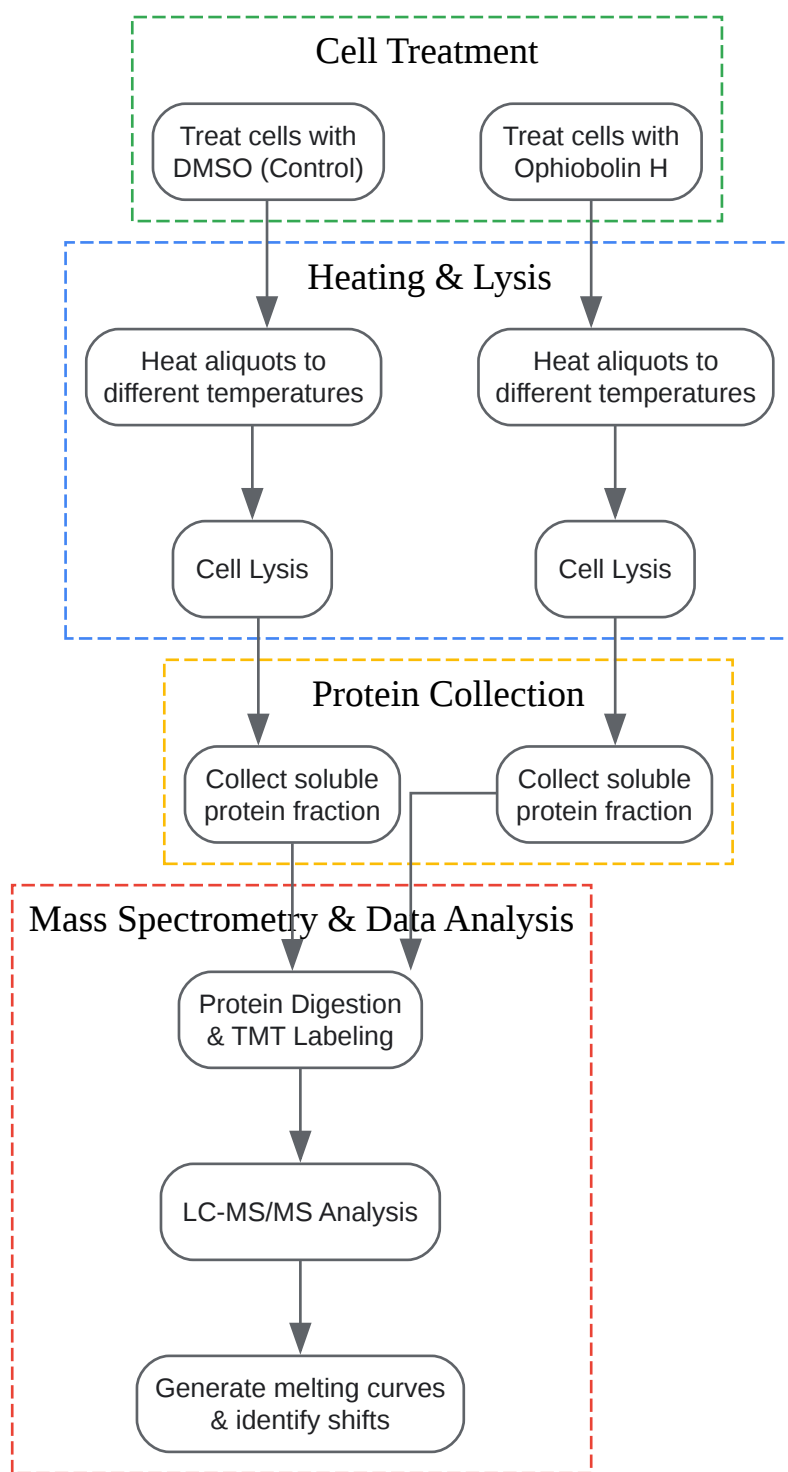 Cell Treatment
Treat cells with
DMSO (Control)
Treat cells with
Ophiobolin H
Heating & Lysis
Heat aliquots to
different temperatures
Heat aliquots to
different temperatures
Cell Lysis
Cell Lysis
Protein Collection
Collect soluble
protein fraction
Collect soluble
protein fraction
Mass Spectrometry & Data Analysis
Protein Digestion
& TMT Labeling
LC-MS/MS Analysis
Generate melting curves
& identify shifts